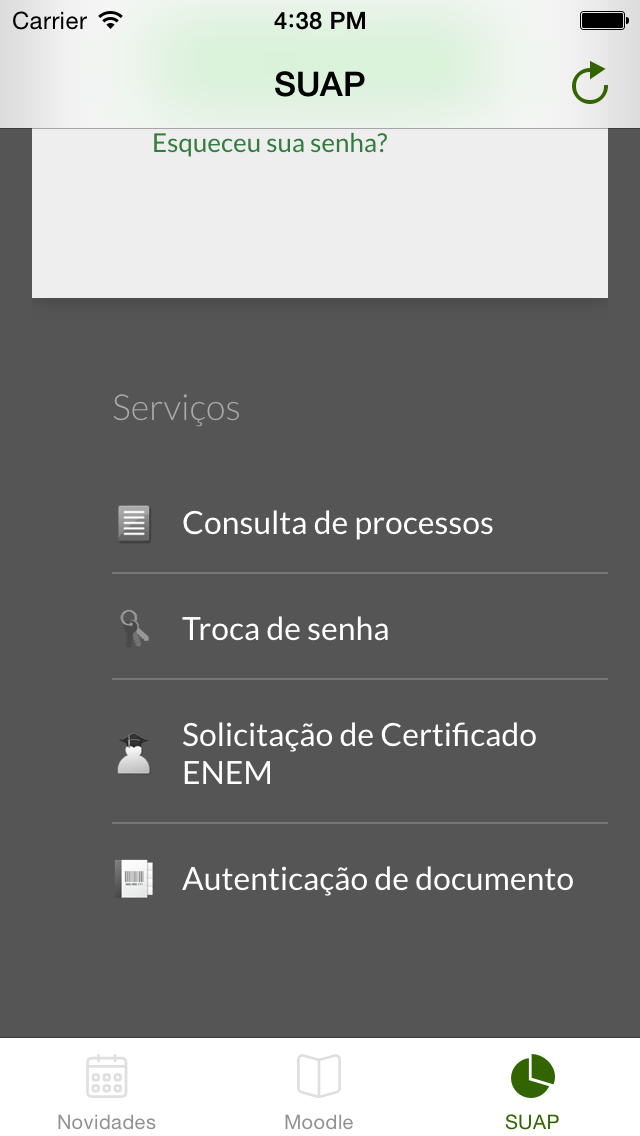 Carrier 4:38 PM
SUAP
Esqueceu sua senha?
Serviços
Consulta de processos
Troca de senha
Solicitação de Certificado
ENEM
Autenticação de documento
Novidades Moodle SUAP